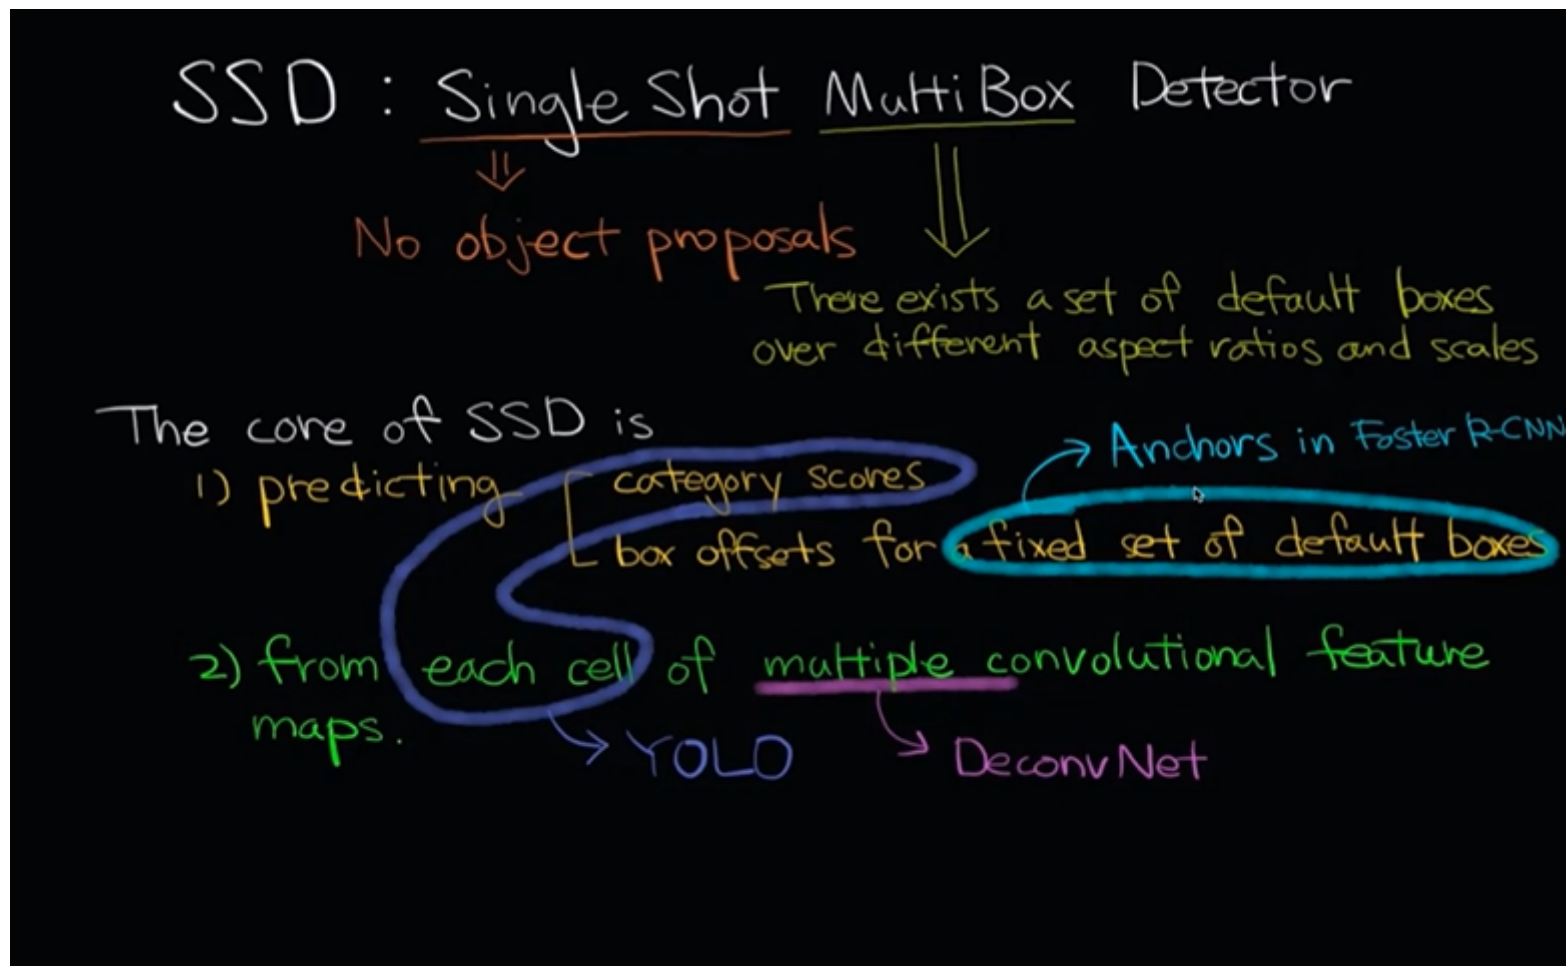 SSD : Single Shot MultiBox Detector
No object proposals
There exists a set of default boxes
over different aspect ratios and scales
The core of SSD is
Anchors in Faster R-CNN
1) predicting category scores
box offsets for a fixed set of default boxes
2) from each cell of multiple convolutional feature
maps.
YOLO
DeconvNet